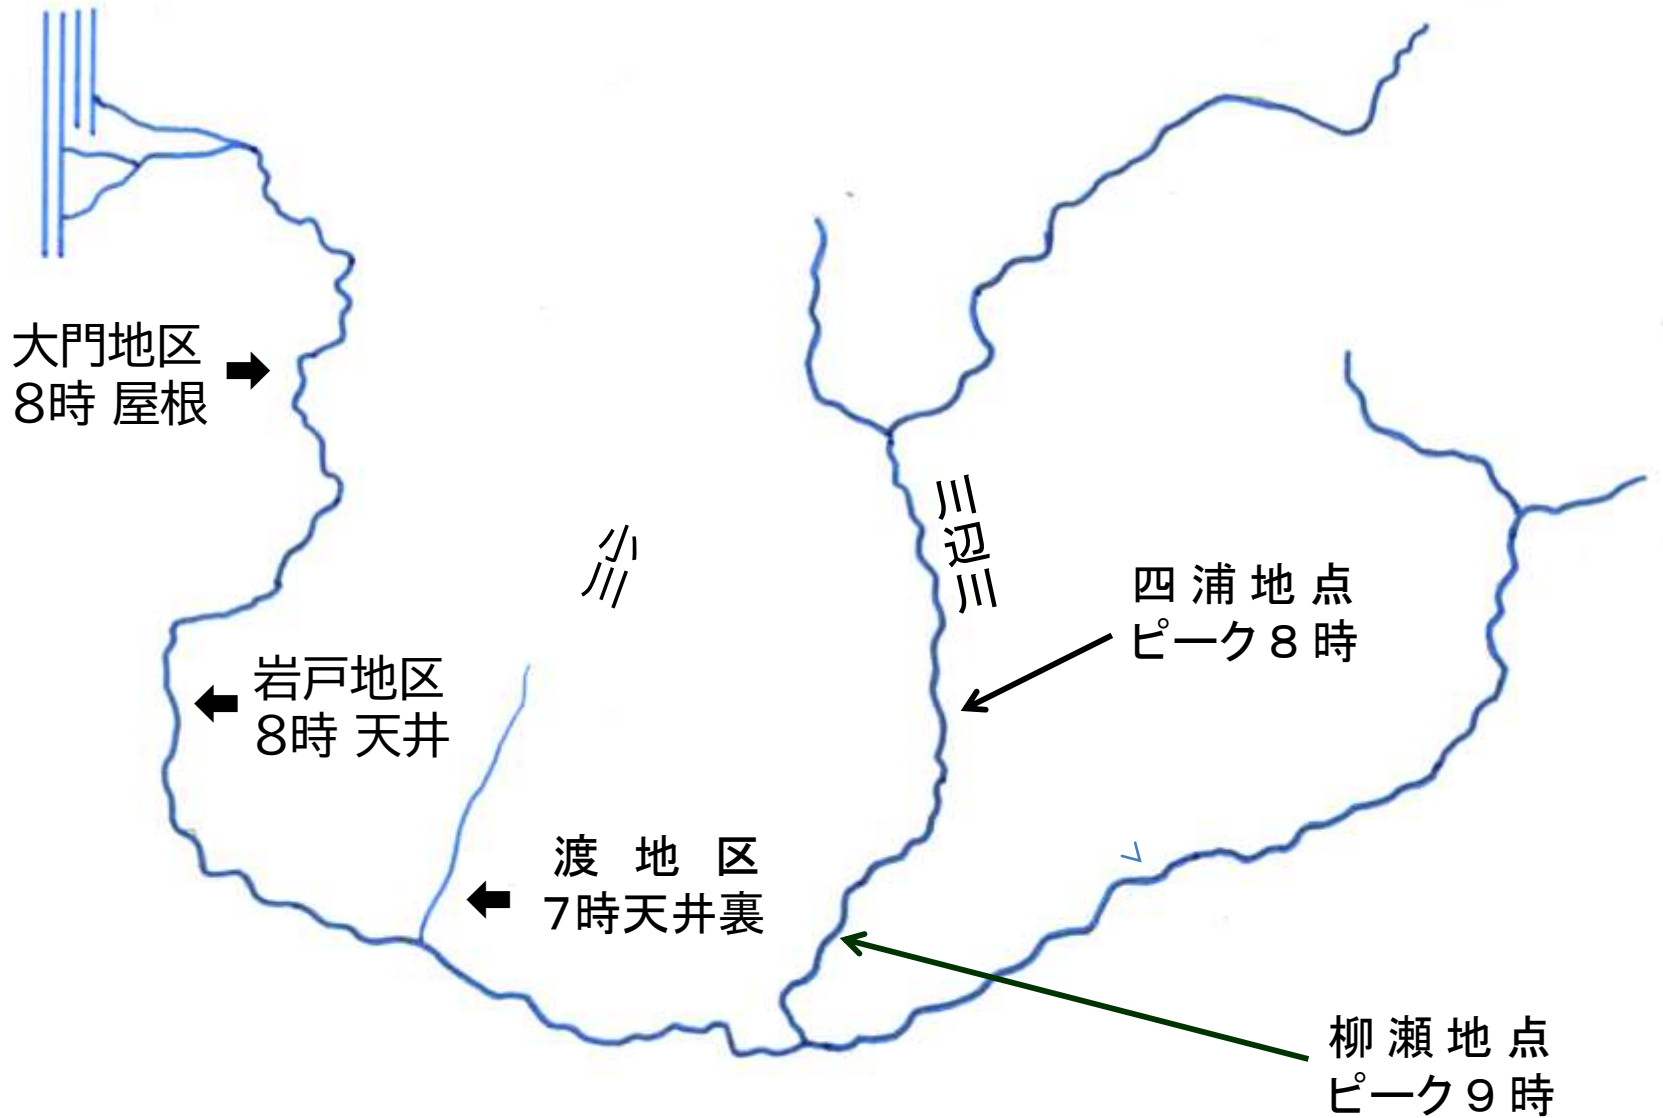 大門地区
８時 屋根
小川
川辺川
四浦地点
ピーク８時
岩戸地区
８時 天井
渡地区
７時天井裏
柳瀬地点
ピーク９時